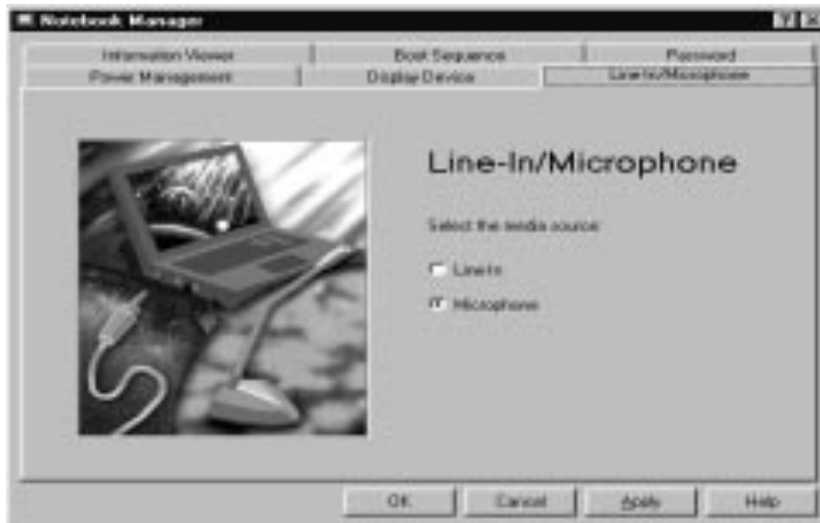 Notebook Manager
Information Viewer Boot Sequence Password
Power Management Display Device Line-In/Microphone
Line-In/Microphone
Select the media source:
Line-In
Microphone
OK Cancel Apply Help